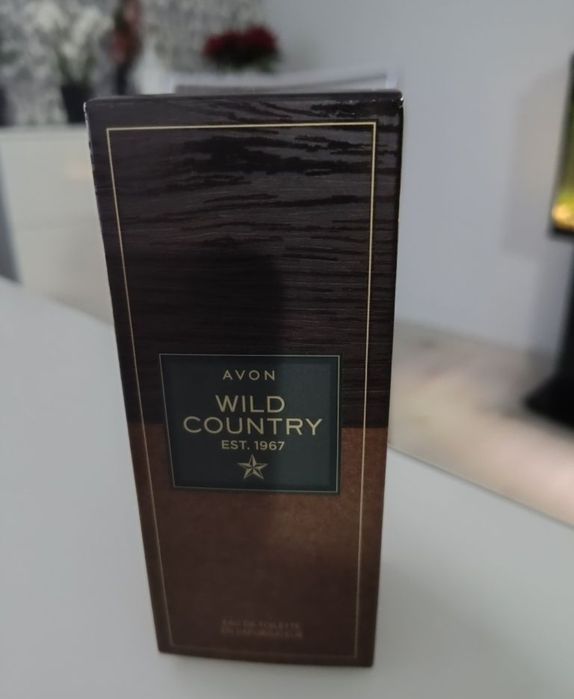 AVON
WILD
COUNTRY
EST. 1967
EAU DE TOILETTE
EN VAPORISATEUR